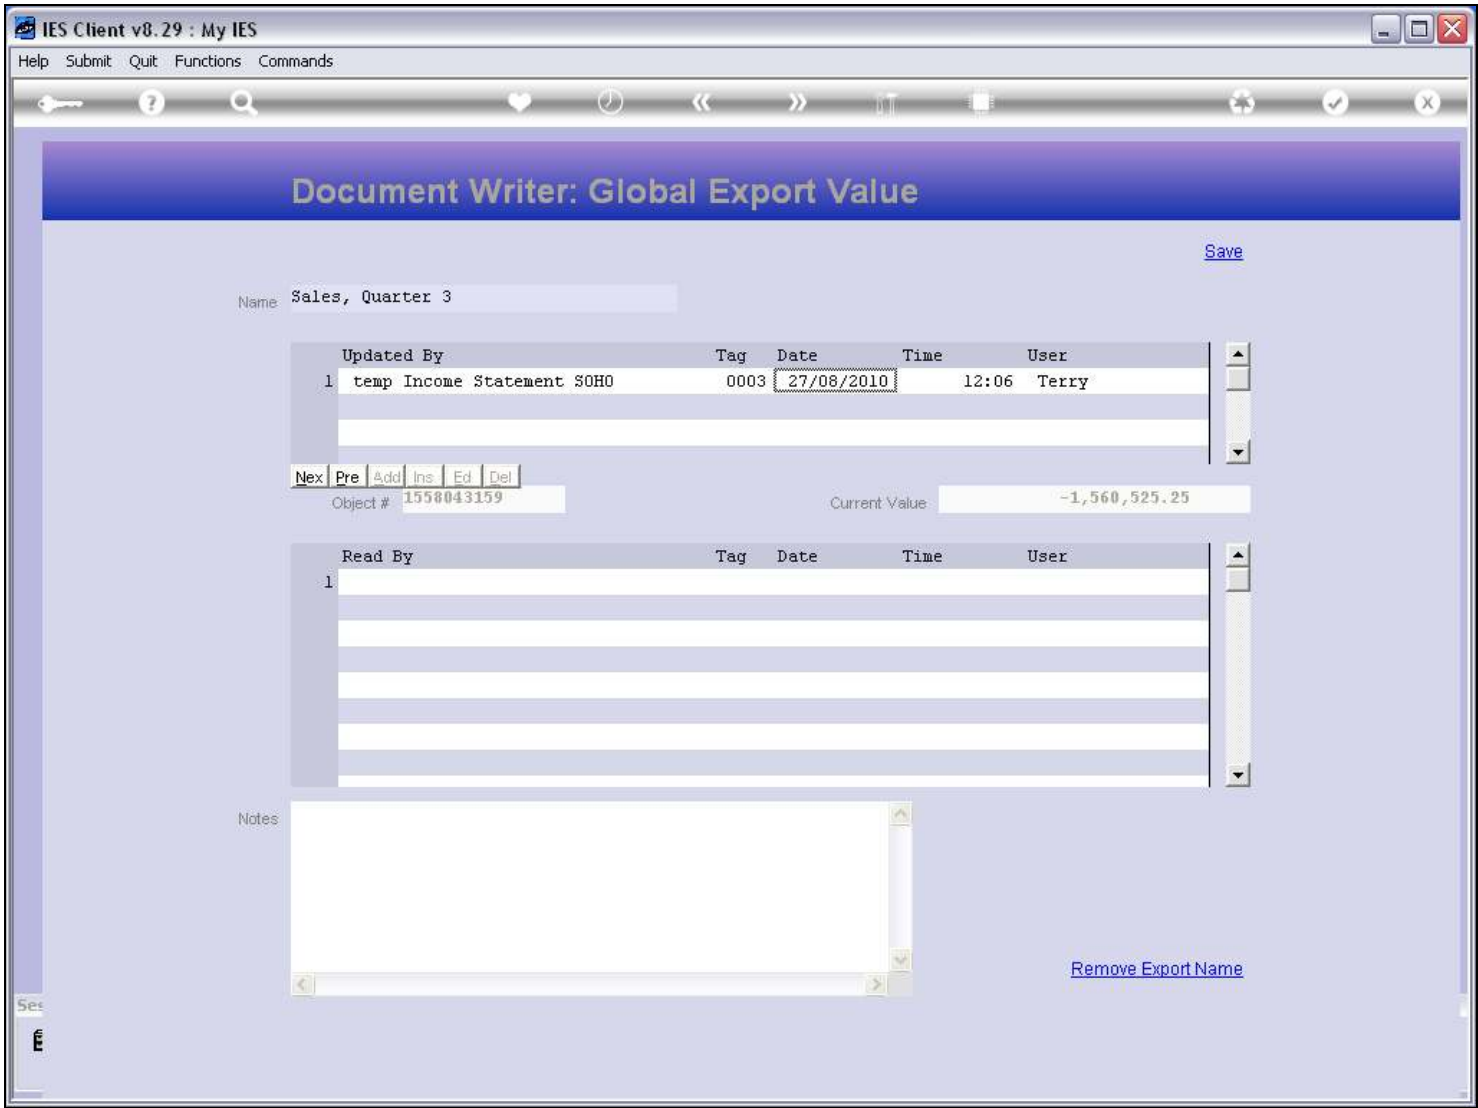 IES Client v8.29 : My IES
Help Submit Quit Functions Commands
Document Writer: Global Export Value
Save
Name Sales, Quarter 3
Updated By Tag Date Time User
1 temp Income Statement SOHO 0003 27/08/2010 12:06 Terry
Nex Pre Add Ins Ed Del
Object # 1558043159 Current Value -1,560,525.25
Read By Tag Date Time User
1
Notes
Remove Export Name